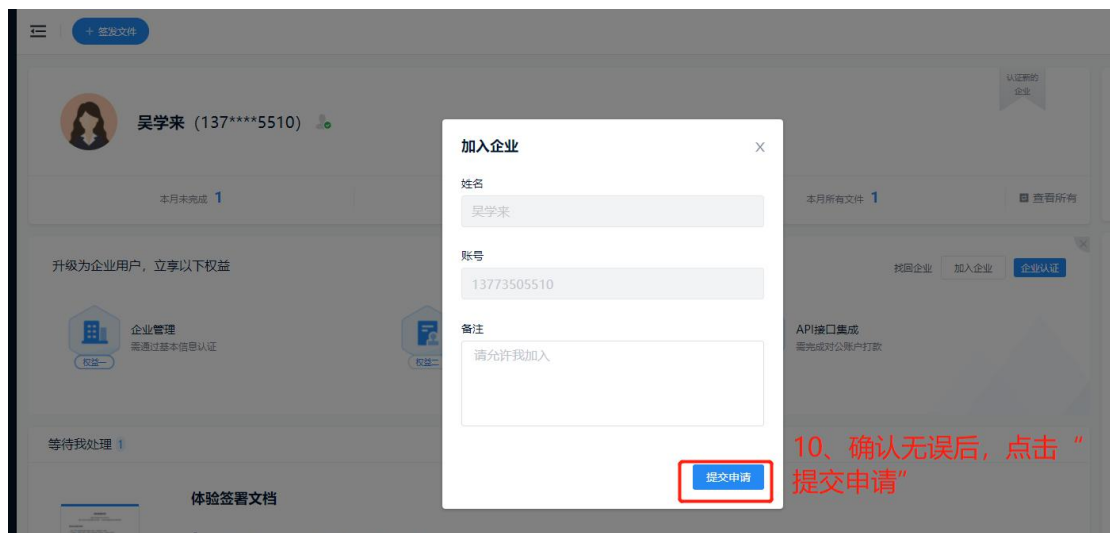 + 签发文件
认证新的
企业
吴学来（137****5510）
加入企业
X
姓名
吴学来
本月未完成 1
本月所有文件 1
查看所有
账号
13773505510
升级为企业用户，立享以下权益
找回企业
加入企业
企业认证
备注
请允许我加入
企业管理
需通过基本信息认证
权益一
权益二
API接口集成
需完成对公账户打款
等待我处理 1
10、确认无误后，点击“
提交申请”
提交申请
体验签署文档